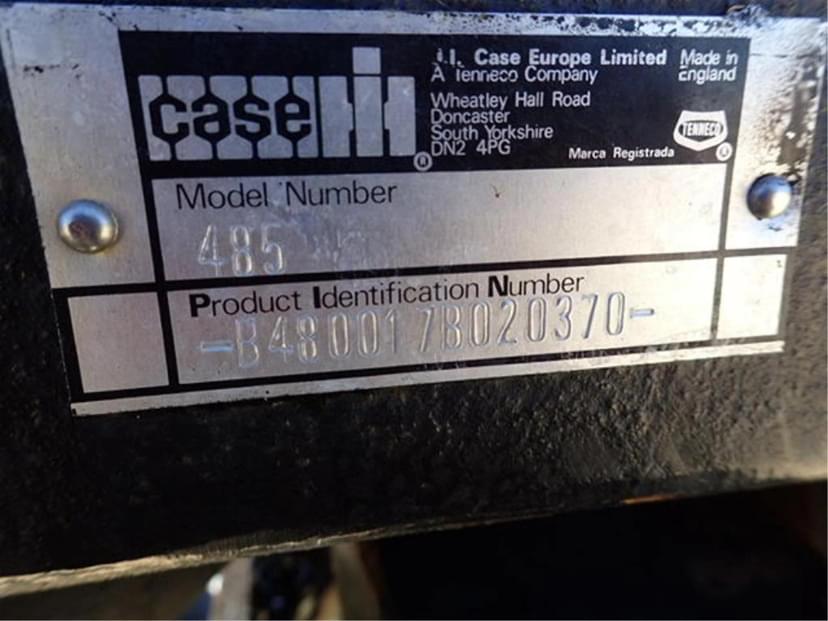 case IH
J.I. Case Europe Limited
A Tenneco Company
Wheatley Hall Road
Doncaster
South Yorkshire
DN2 4PG
Made in
England
TENNECO
Marca Registrada
®
®
Model Number
485
Product Identification Number
-B480017B020370-